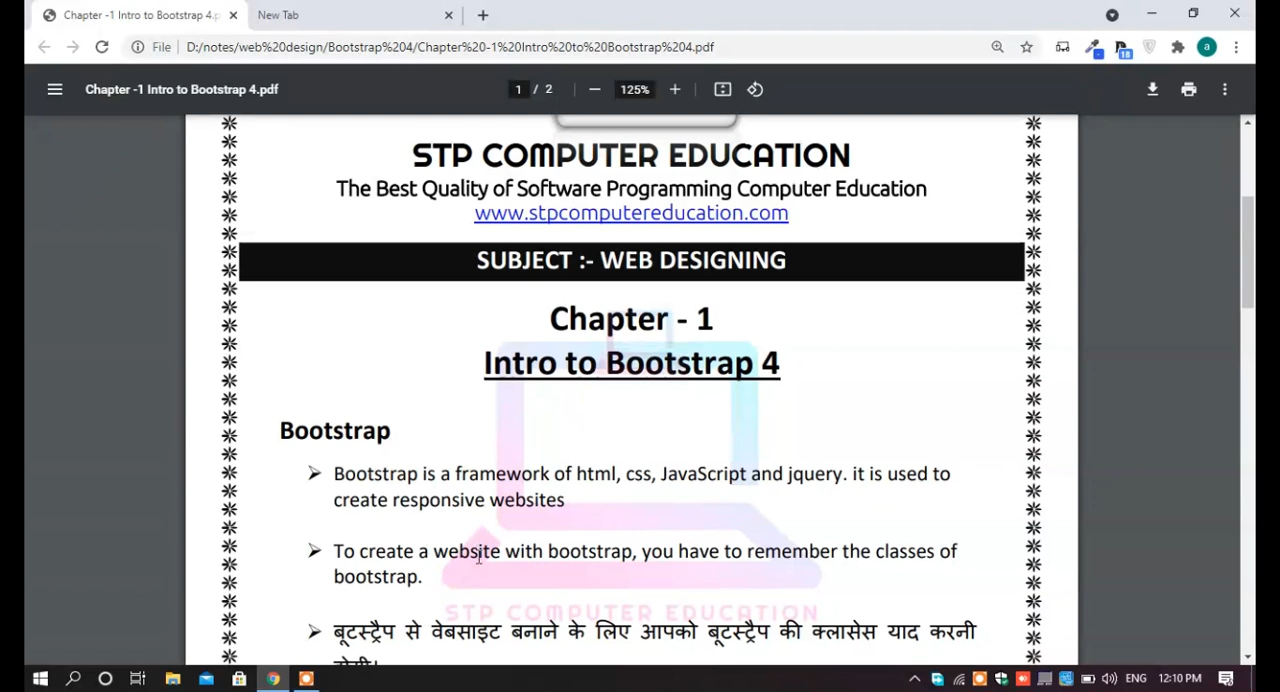 Chapter -1 Intro to Bootstrap 4.p
New Tab
File D:/notes/web%20design/Bootstrap%204/Chapter%20-1%20Intro%20to%20Bootstrap%204.pdf
a
18
Chapter -1 Intro to Bootstrap 4.pdf
1 / 2
125%
STP COMPUTER EDUCATION
The Best Quality of Software Programming Computer Education
www.stpcomputereducation.com
SUBJECT :- WEB DESIGNING
Chapter - 1
Intro to Bootstrap 4
Bootstrap
Bootstrap is a framework of html, css, JavaScript and jquery. it is used to
create responsive websites
To create a website with bootstrap, you have to remember the classes of
bootstrap.
STP COMPUTER EDUCATION
बूटस्ट्रैप से वेबसाइट बनाने के लिए आपको बूटस्ट्रैप की क्लासेस याद करनी
ENG 12:10 PM